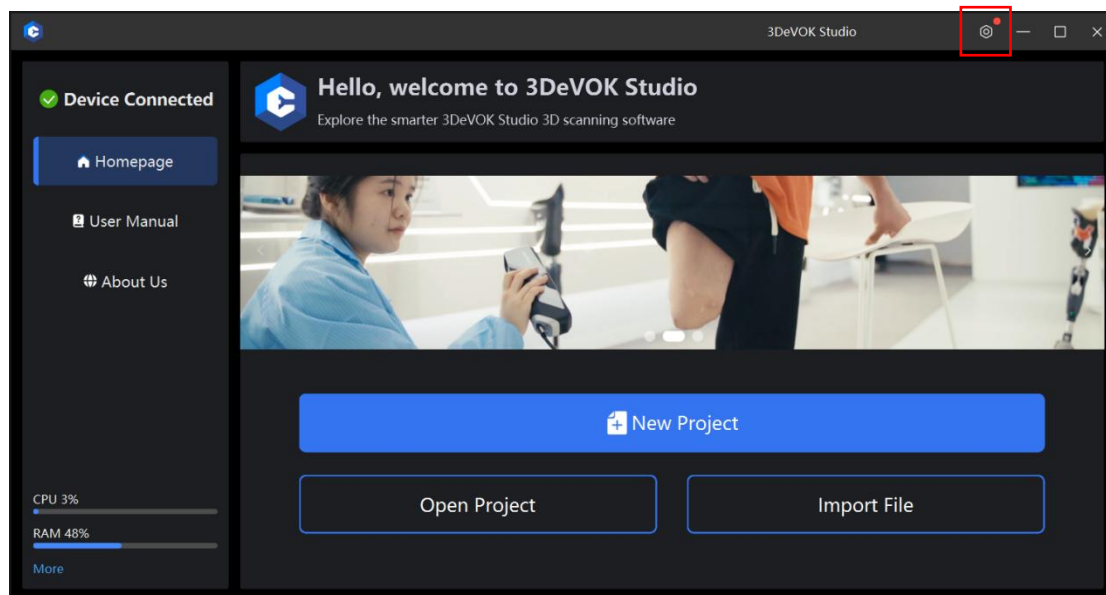 3DeVOK Studio
Device Connected
Homepage
User Manual
About Us
CPU 3%
RAM 48%
More
Hello, welcome to 3DeVOK Studio
Explore the smarter 3DeVOK Studio 3D scanning software
New Project
Open Project
Import File